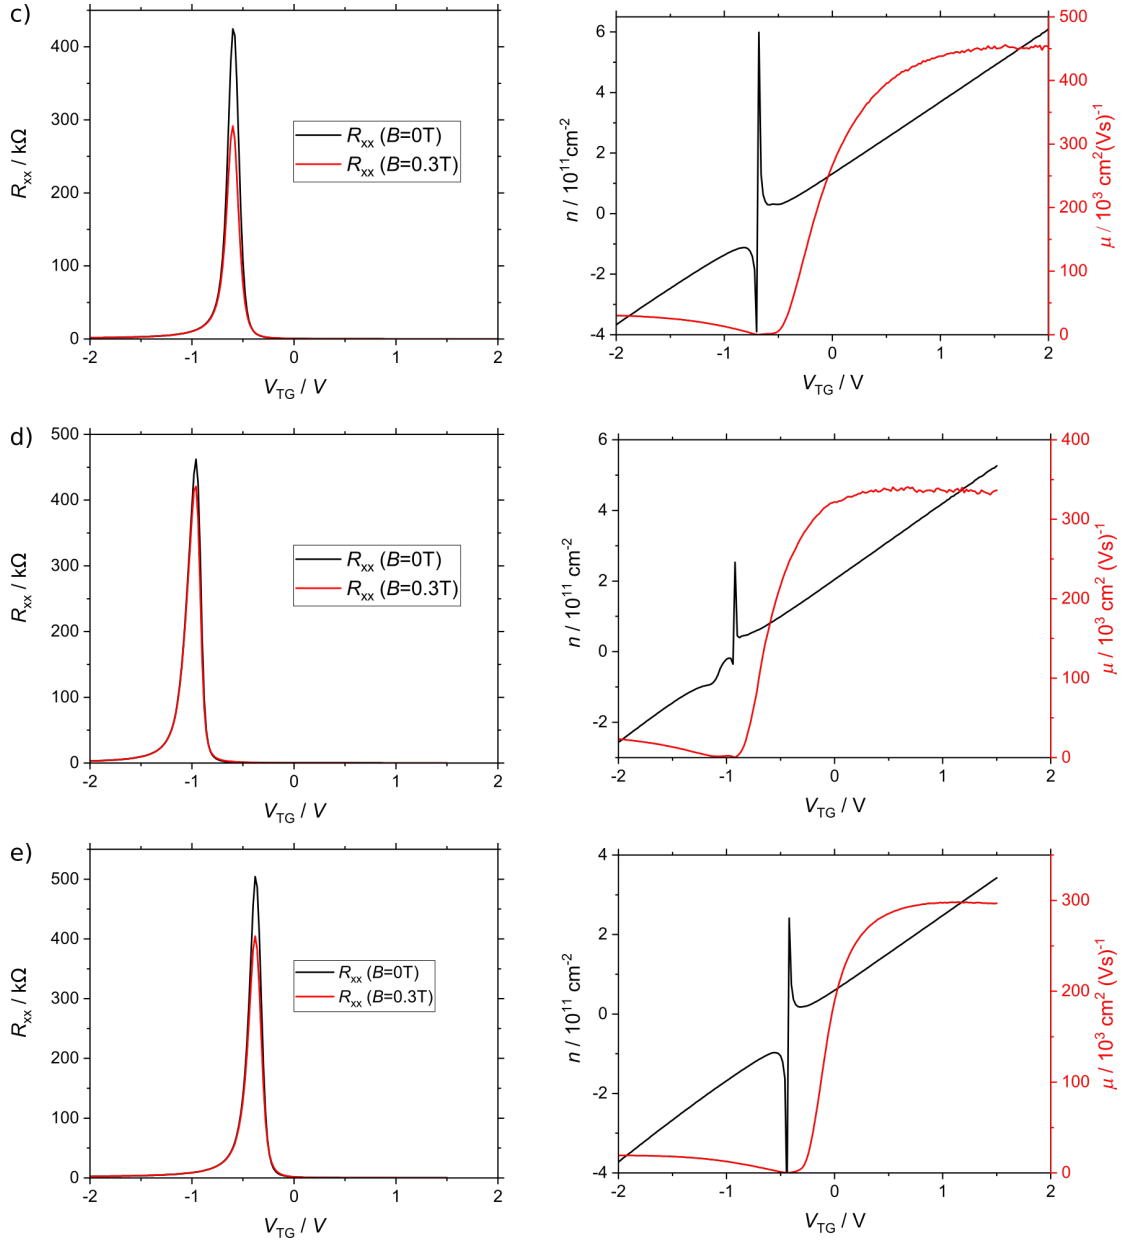 c)
400
300
200
100
0
R_xx / kΩ
-2 -1 0 1 2
V_TG / V
R_xx (B=0T)
R_xx (B=0.3T)
6
4
2
0
-2
-4
n / 10^11 cm^-2
-2 -1 0 1 2
V_TG / V
500
400
300
200
100
0
μ / 10^3 cm^2(Vs)^-1
d)
500
400
300
200
100
0
R_xx / kΩ
-2 -1 0 1 2
V_TG / V
R_xx (B=0T)
R_xx (B=0.3T)
6
4
2
0
-2
n / 10^11 cm^-2
-2 -1 0 1 2
V_TG / V
400
300
200
100
0
μ / 10^3 cm^2 (Vs)^-1
e)
500
400
300
200
100
0
R_xx / kΩ
-2 -1 0 1 2
V_TG / V
R_xx (B=0T)
R_xx (B=0.3T)
4
2
0
-2
-4
n / 10^11 cm^-2
-2 -1 0 1 2
V_TG / V
300
200
100
0
μ / 10^3 cm^2 (Vs)^-1